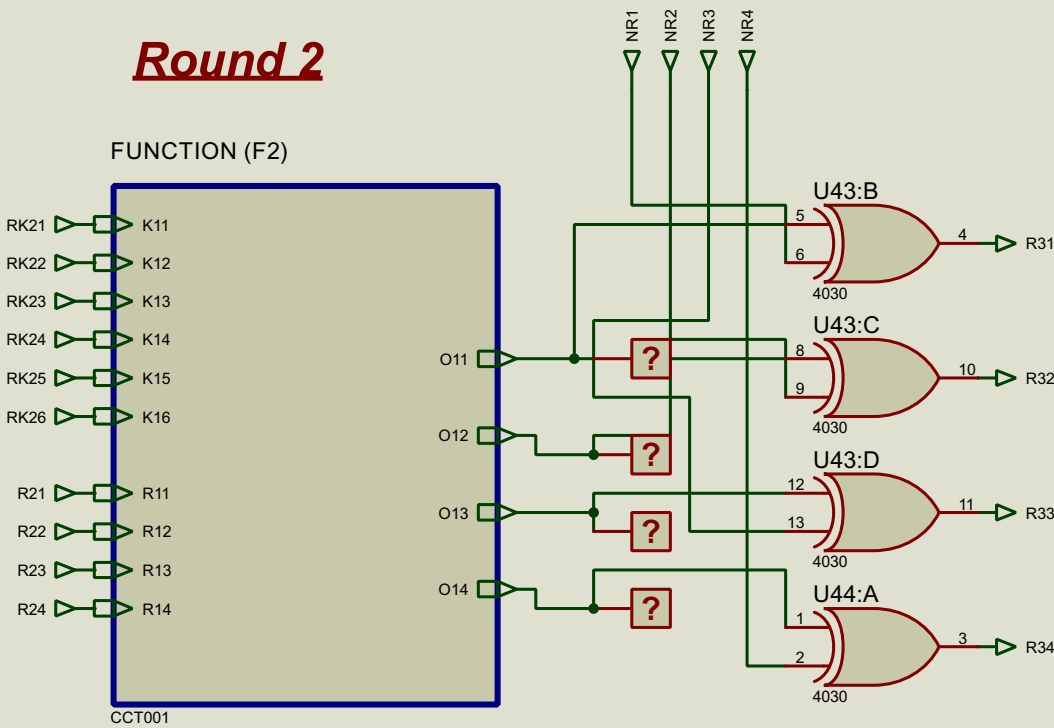 NR1
NR2
NR3
NR4
Round 2
FUNCTION (F2)
RK21
K11
RK22
K12
RK23
K13
RK24
K14
RK25
K15
RK26
K16
R21
R11
R22
R12
R23
R13
R24
R14
O11
O12
O13
O14
CCT001
?
?
?
?
U43:B
5
6
4
4030
R31
U43:C
8
9
10
4030
R32
U43:D
12
13
11
4030
R33
U44:A
1
2
3
4030
R34